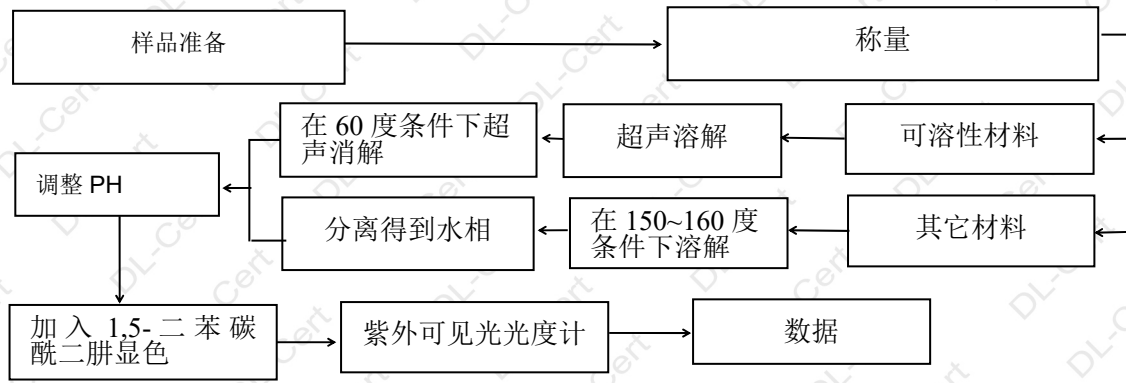 样品准备
称量
在 60 度条件下超
声消解
超声溶解
可溶性材料
调整 PH
分离得到水相
在 150~160 度
条件下溶解
其它材料
加 入 1,5- 二 苯 碳
酰二肼显色
紫外可见光光度计
数据
DL-Cert